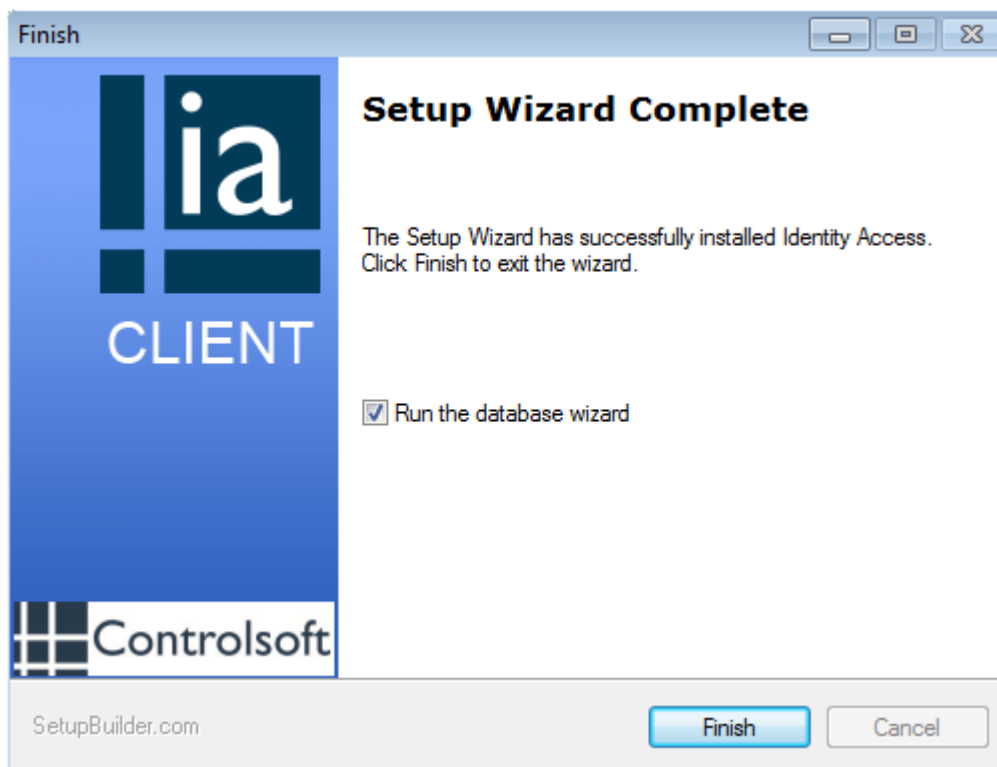 Finish
ia
CLIENT
Controlsoft
Setup Wizard Complete
The Setup Wizard has successfully installed Identity Access.
Click Finish to exit the wizard.
Run the database wizard
SetupBuilder.com
Finish
Cancel